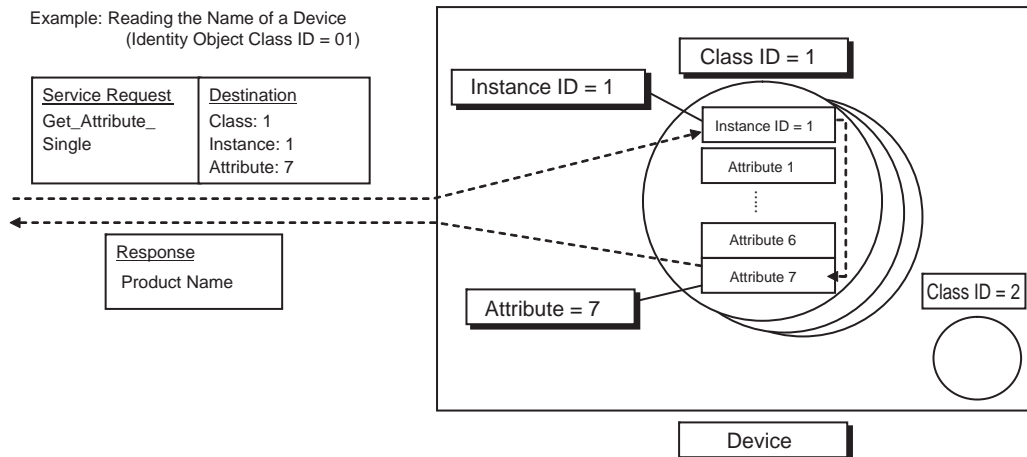 Example: Reading the Name of a Device
(Identity Object Class ID = 01)
Service Request
Get_Attribute_
Single
Destination
Class: 1
Instance: 1
Attribute: 7
Response
Product Name
Class ID = 1
Instance ID = 1
Instance ID = 1
Attribute 1
Attribute 6
Attribute 7
Attribute = 7
Class ID = 2
Device